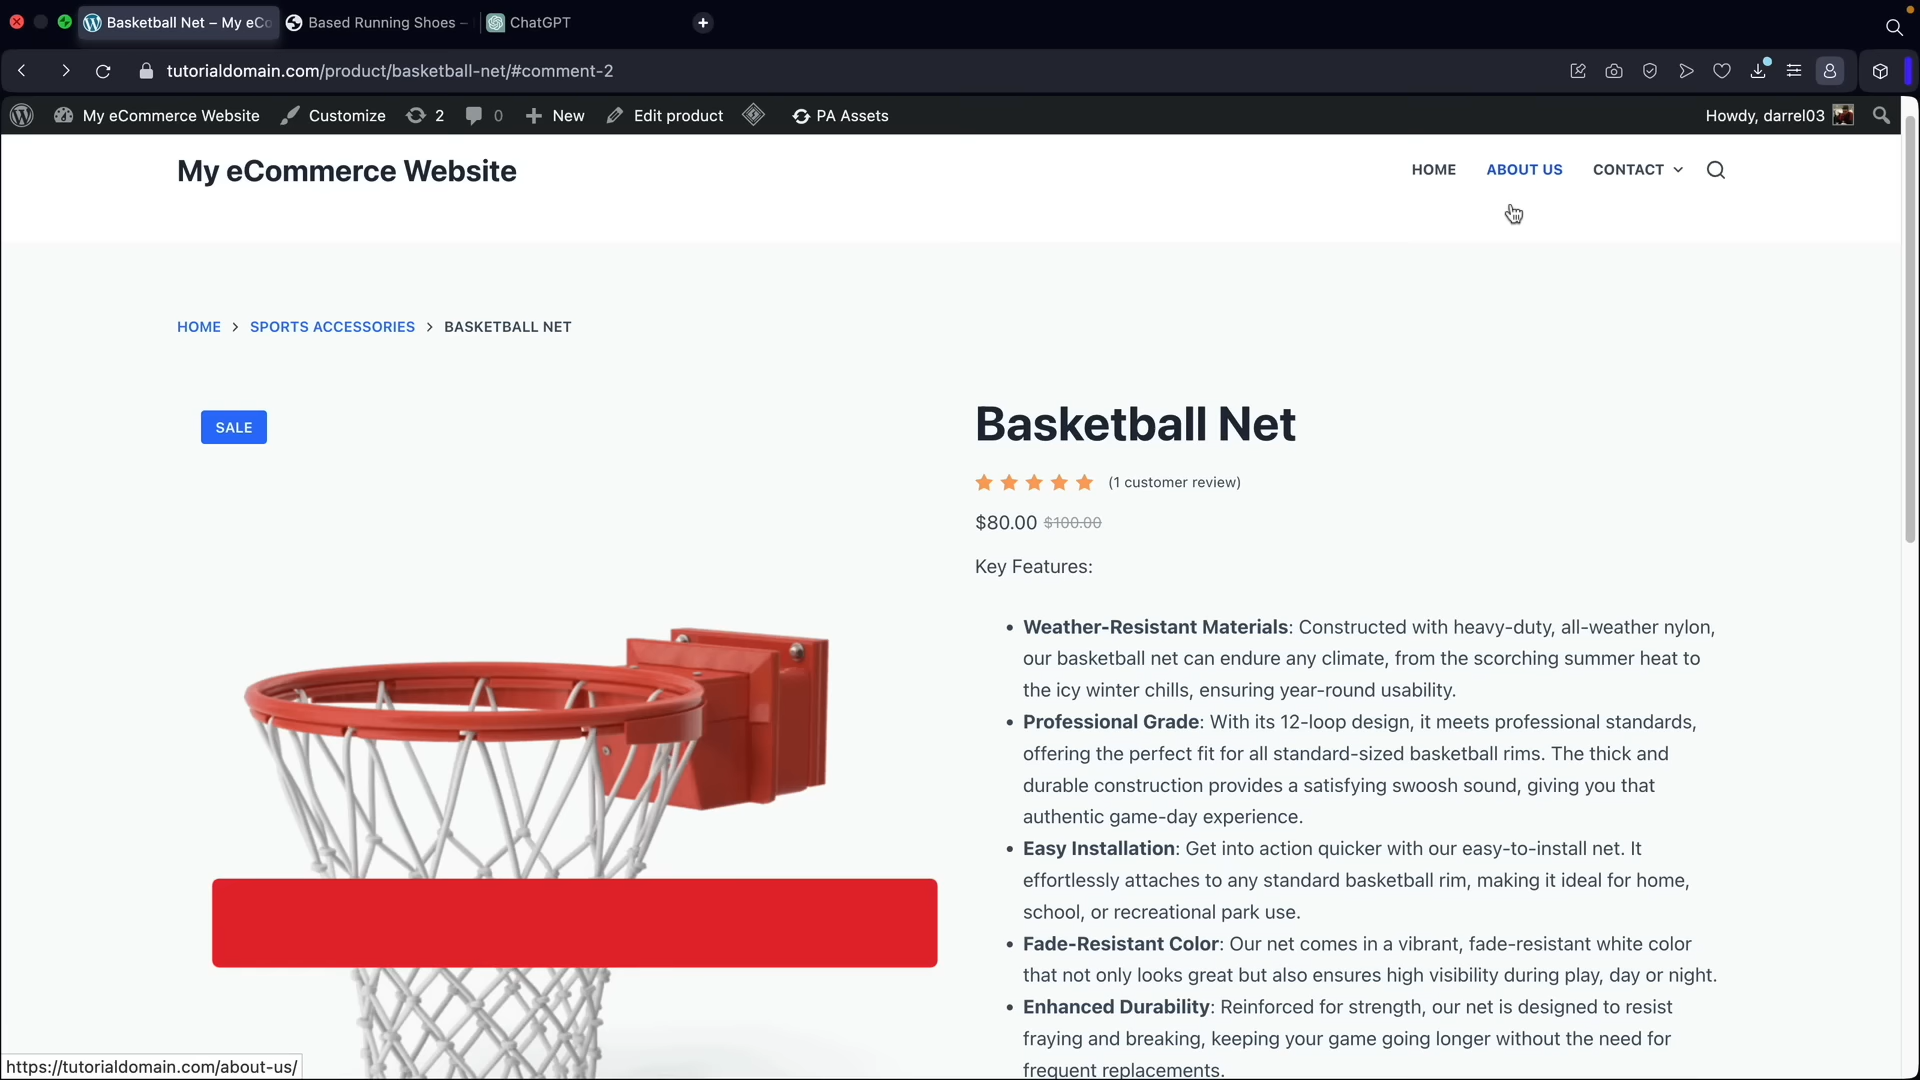 Basketball Net – My eCo
Based Running Shoes –
ChatGPT
tutorialdomain.com/product/basketball-net/#comment-2
My eCommerce Website
Customize
2
0
New
Edit product
PA Assets
Howdy, darrel03
My eCommerce Website
HOME
ABOUT US
CONTACT
HOME > SPORTS ACCESSORIES > BASKETBALL NET
SALE
Basketball Net
(1 customer review)
$80.00 $100.00
Key Features:
• Weather-Resistant Materials: Constructed with heavy-duty, all-weather nylon,
our basketball net can endure any climate, from the scorching summer heat to
the icy winter chills, ensuring year-round usability.
• Professional Grade: With its 12-loop design, it meets professional standards,
offering the perfect fit for all standard-sized basketball rims. The thick and
durable construction provides a satisfying swoosh sound, giving you that
authentic game-day experience.
• Easy Installation: Get into action quicker with our easy-to-install net. It
effortlessly attaches to any standard basketball rim, making it ideal for home,
school, or recreational park use.
• Fade-Resistant Color: Our net comes in a vibrant, fade-resistant white color
that not only looks great but also ensures high visibility during play, day or night.
• Enhanced Durability: Reinforced for strength, our net is designed to resist
fraying and breaking, keeping your game going longer without the need for
frequent replacements.
https://tutorialdomain.com/about-us/